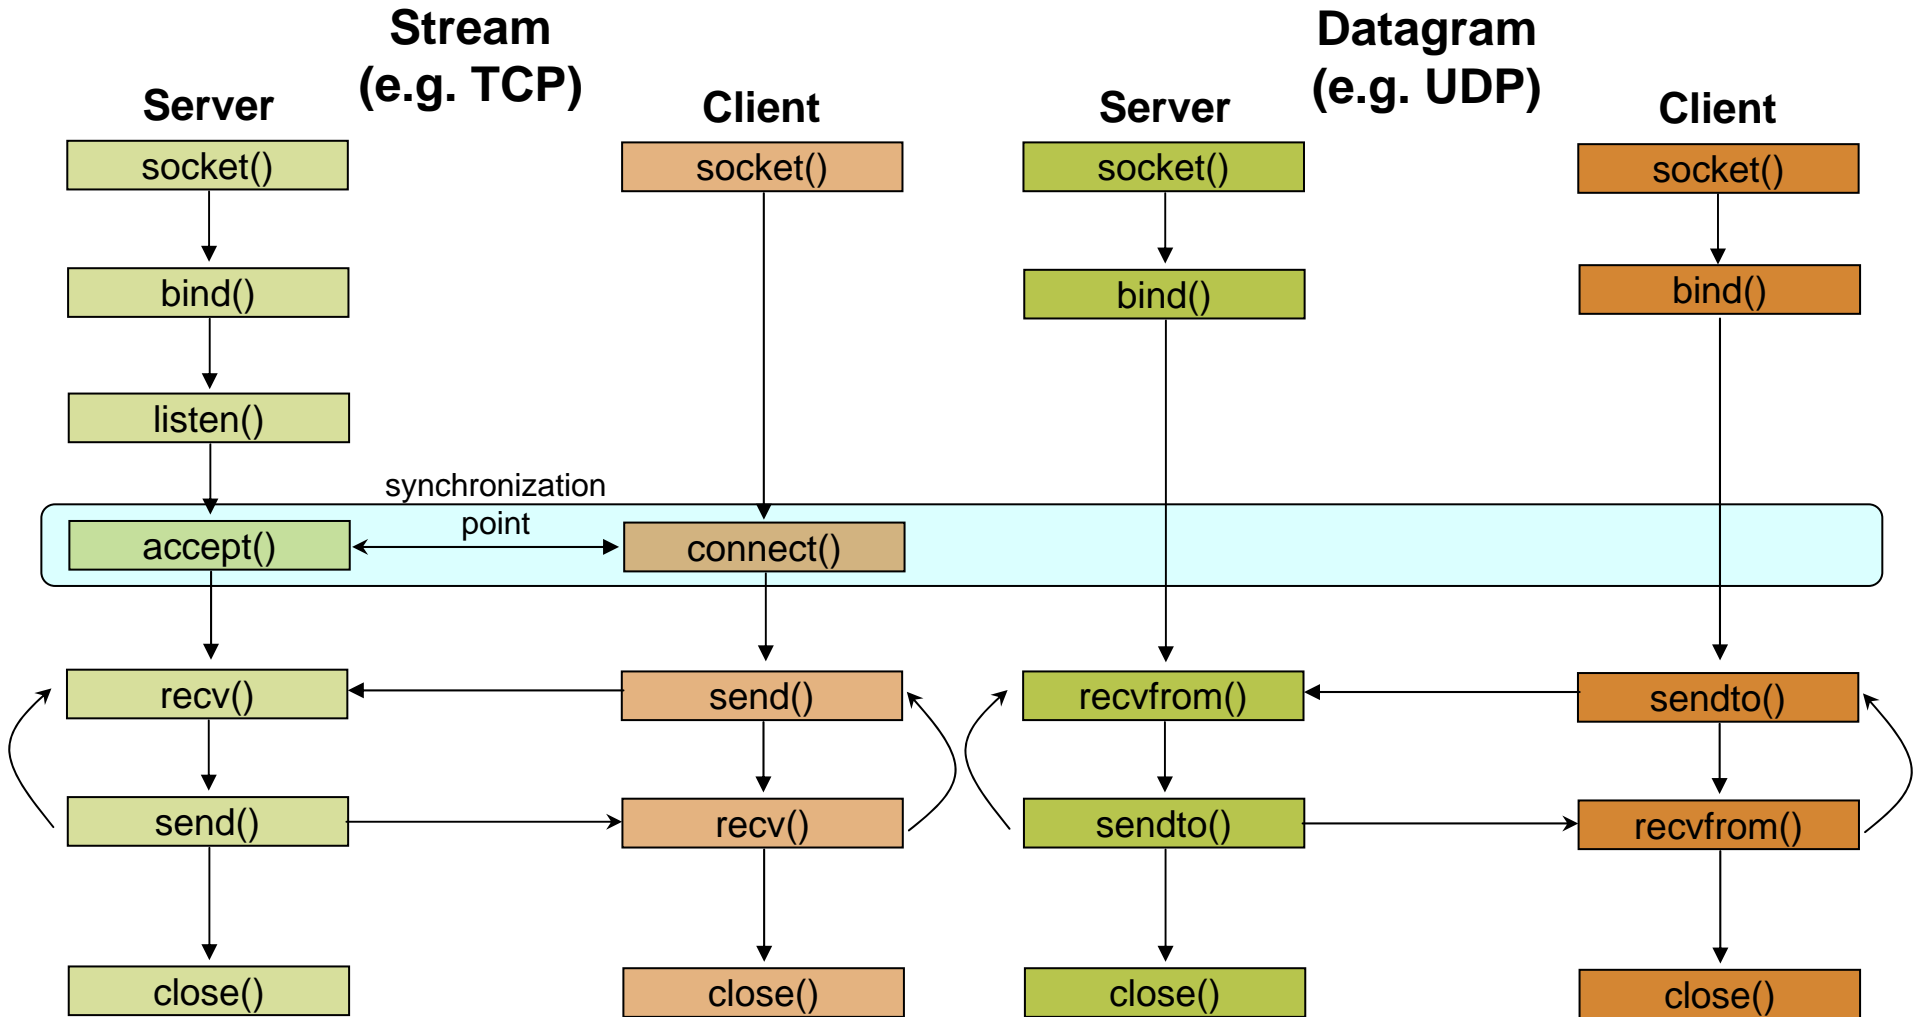 Stream
(e.g. TCP)
Datagram
(e.g. UDP)
Server
Client
Server
Client
socket()
socket()
socket()
socket()
bind()
bind()
bind()
listen()
synchronization
point
accept()
connect()
recv()
send()
recvfrom()
sendto()
send()
recv()
sendto()
recvfrom()
close()
close()
close()
close()